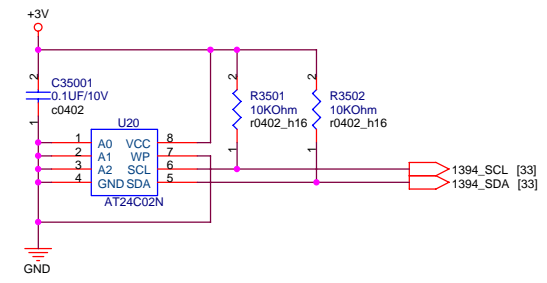 +3V
2
C35001
0.1UF/10V
c0402
1
2
R3501
10KOhm
r0402_h16
1
2
R3502
10KOhm
r0402_h16
1
U20
1 A0 VCC 8
2 A1 WP 7
3 A2 SCL 6
4 GND SDA 5
AT24C02N
1394_SCL [33]
1394_SDA [33]
GND